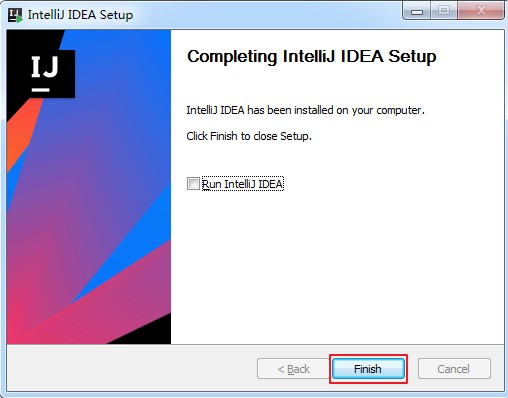 IntelliJ IDEA Setup
IJ
Completing IntelliJ IDEA Setup
IntelliJ IDEA has been installed on your computer.
Click Finish to close Setup.
Run IntelliJ IDEA
< Back
Finish
Cancel